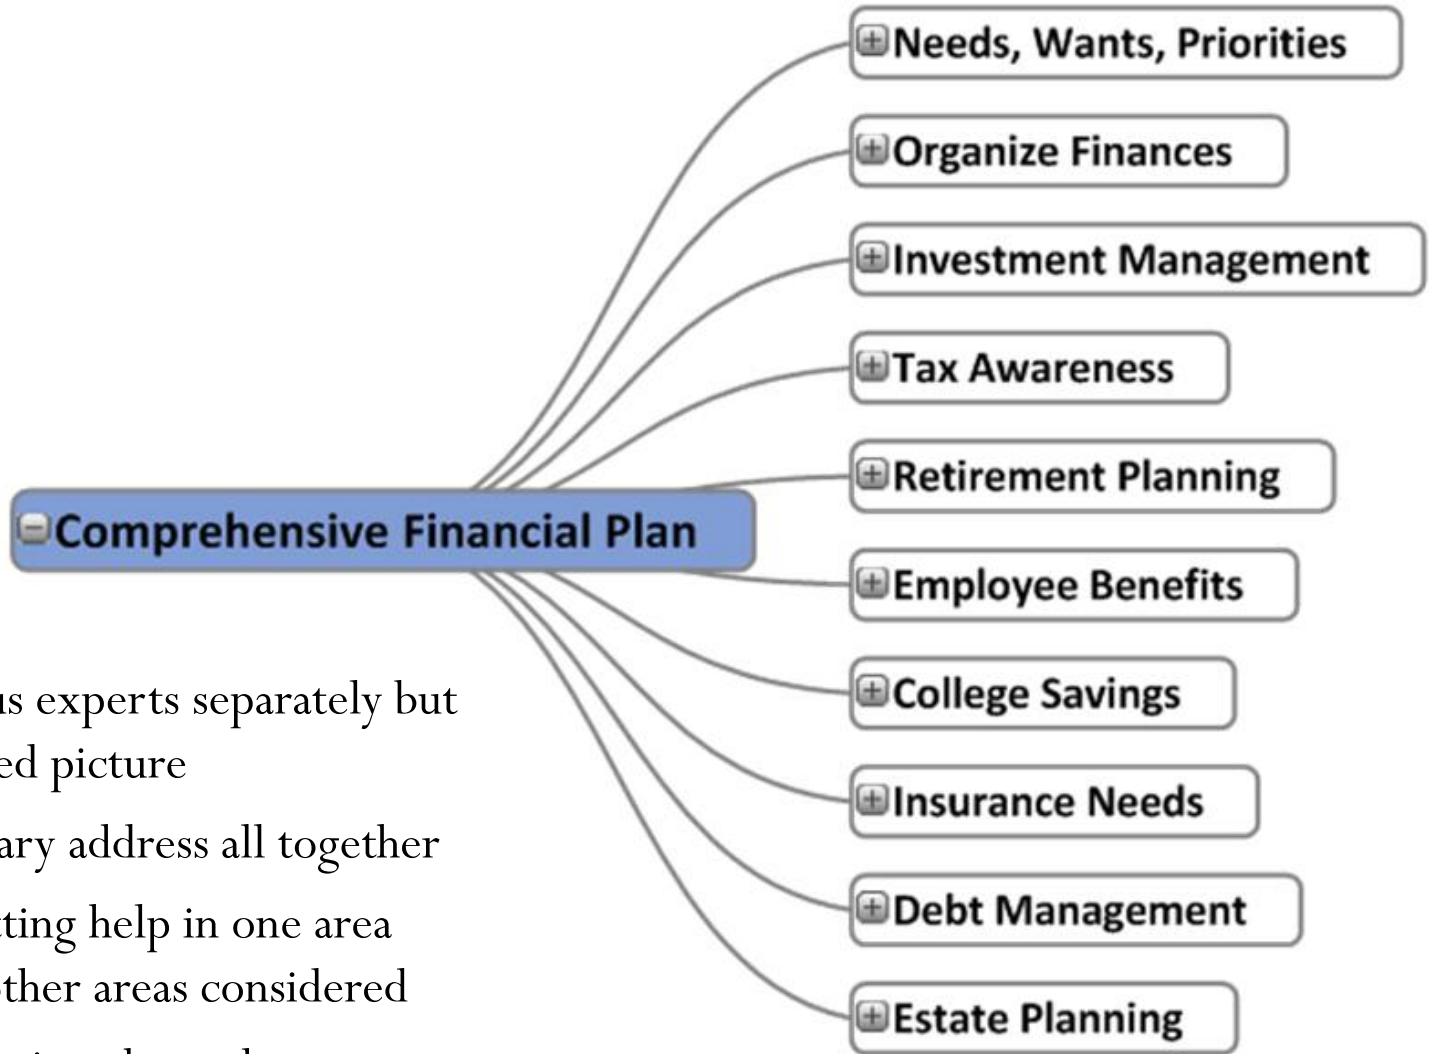 Needs, Wants, Priorities
Organize Finances
Investment Management
Tax Awareness
Retirement Planning
Comprehensive Financial Plan
Employee Benefits
College Savings
Insurance Needs
Debt Management
Estate Planning
experts separately but
picture
address all together
help in one area
areas considered